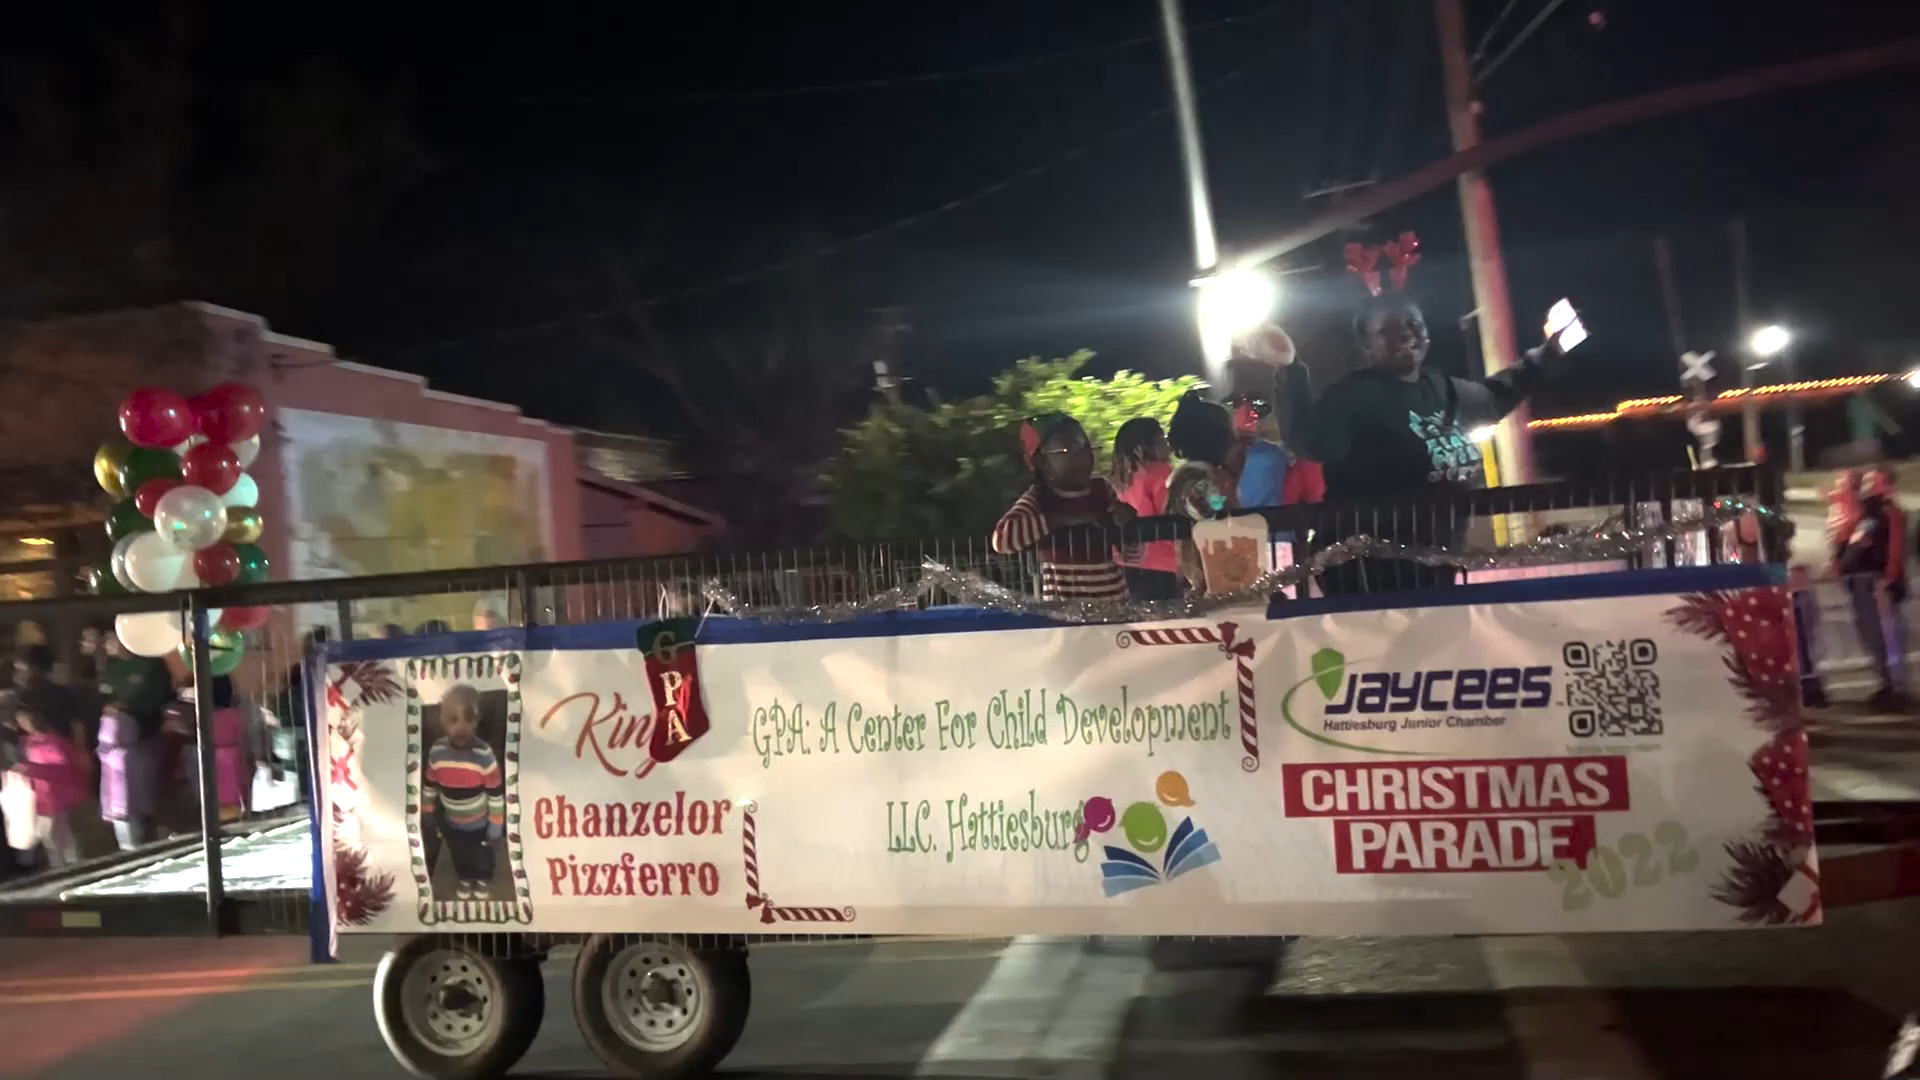 King
GPA
Chanzelor
Pizzferro
GPA: A Center For Child Development
LLC. Hattiesburg
Jaycees
Hattiesburg Junior Chamber
CHRISTMAS
PARADE
2022